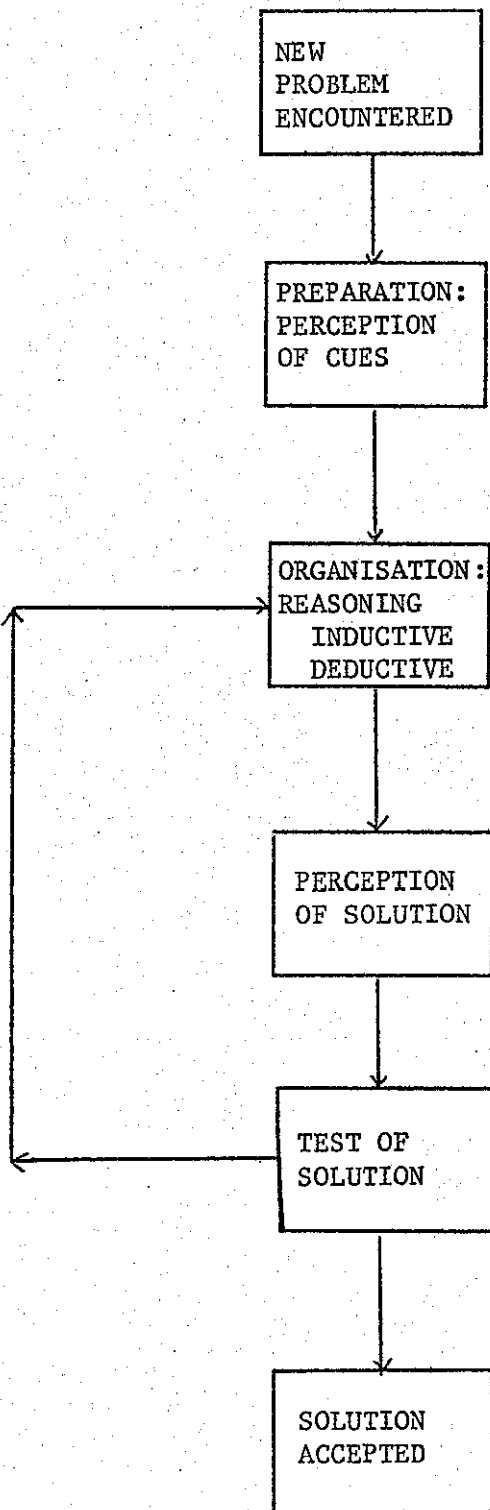 NEW
PROBLEM
ENCOUNTERED
PREPARATION:
PERCEPTION
OF CUES
ORGANISATION:
REASONING
INDUCTIVE
DEDUCTIVE
PERCEPTION
OF SOLUTION
TEST OF
SOLUTION
SOLUTION
ACCEPTED